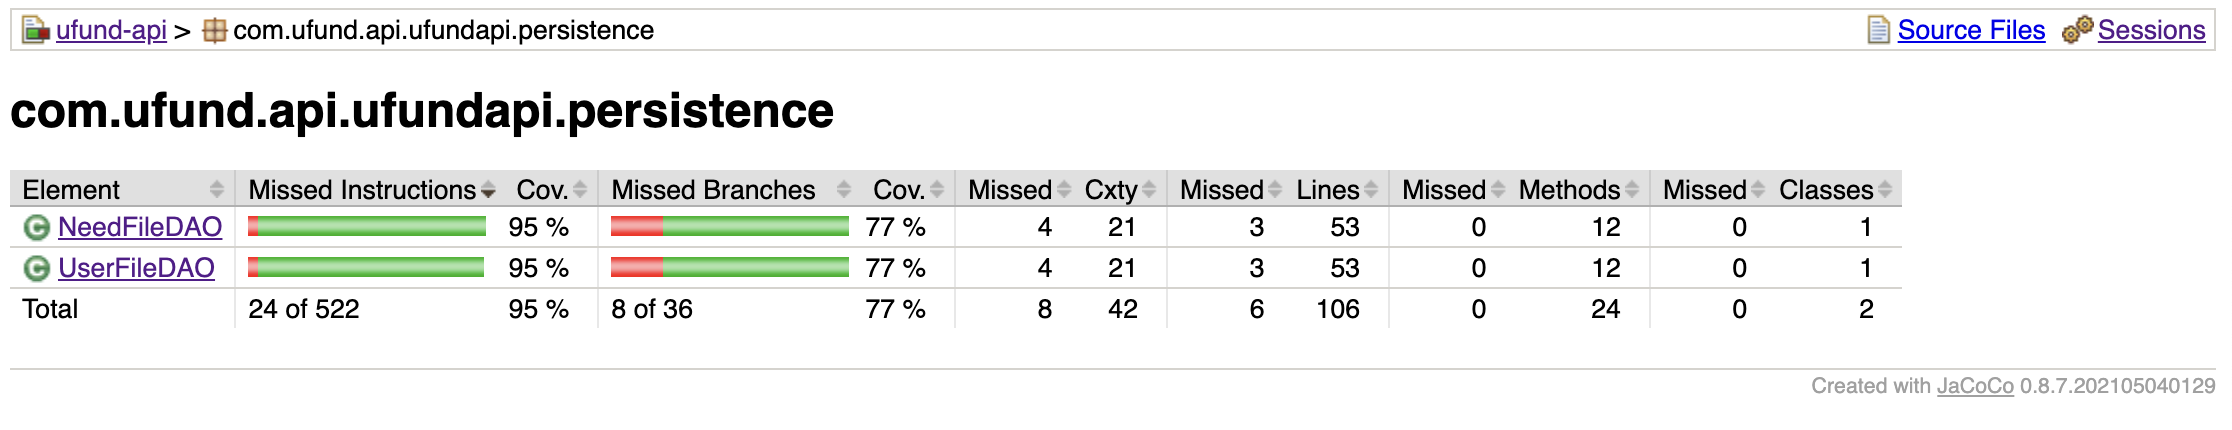 ufund-api > com.ufund.api.ufundapi.persistence Source Files Sessions
com.ufund.api.ufundapi.persistence
Element Missed Instructions Cov. Missed Branches Cov. Missed Cxty Missed Lines Missed Methods Missed Classes
C NeedFileDAO 95 % 77 % 4 21 3 53 0 12 0 1
C UserFileDAO 95 % 77 % 4 21 3 53 0 12 0 1
Total 24 of 522 95 % 8 of 36 77 % 8 42 6 106 0 24 0 2
Created with JaCoCo 0.8.7.202105040129